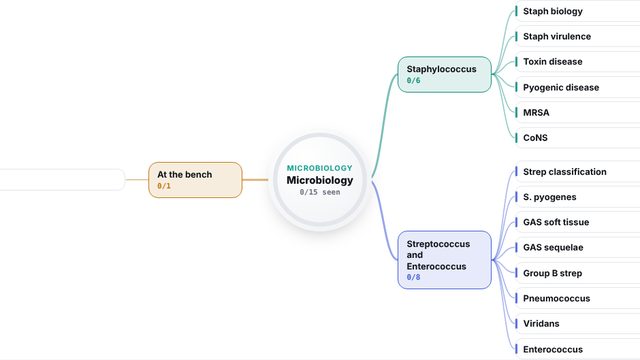 Staph biology
Staph virulence
Staphylococcus
0/6
Toxin disease
Pyogenic disease
MRSA
CoNS
MICROBIOLOGY
Microbiology
0/15 seen
At the bench
0/1
Strep classification
S. pyogenes
GAS soft tissue
Streptococcus
and
Enterococcus
0/8
GAS sequelae
Group B strep
Pneumococcus
Viridans
Enterococcus